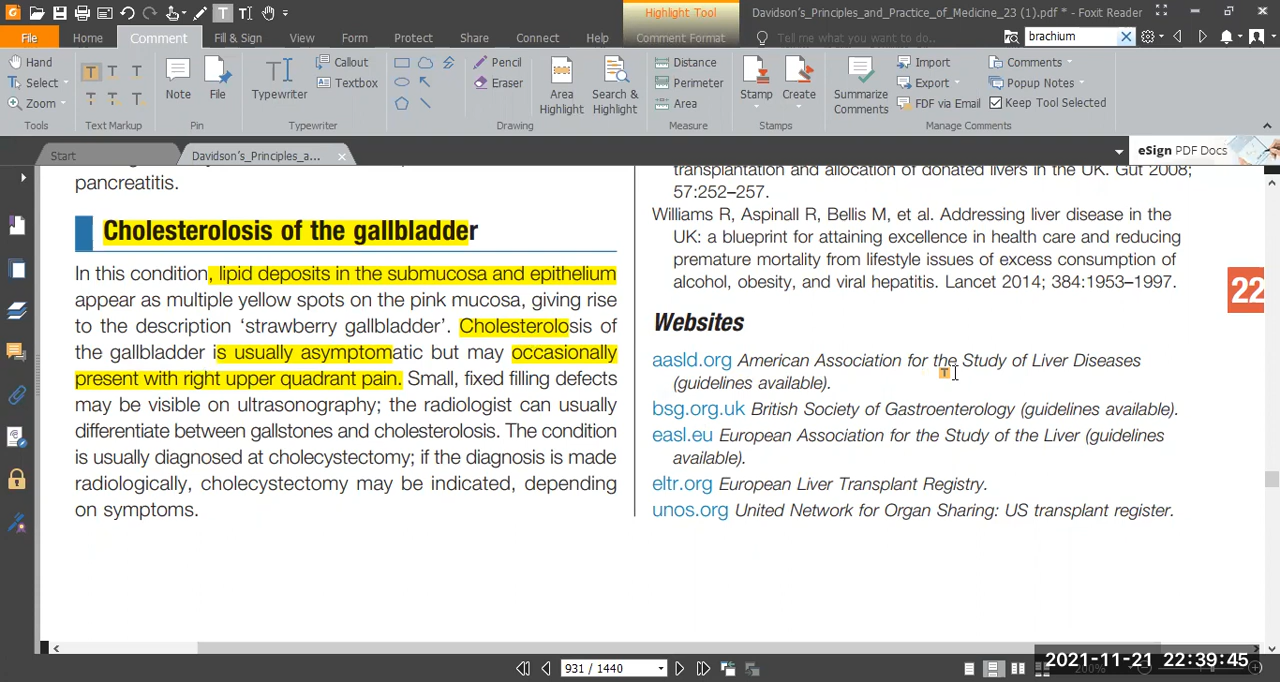 Highlight Tool
Davidson's_Principles_and_Practice_of_Medicine_23 (1).pdf * - Foxit Reader
File Home Comment Fill & Sign View Form Protect Share Connect Help Comment Format Tell me what you want to do.. brachium
Hand
Select
Zoom
Tools
Text Markup
Note
File
Pin
Typewriter
Callout
Textbox
Typewriter
Pencil
Eraser
Drawing
Area Highlight
Search & Highlight
Distance
Perimeter
Area
Measure
Stamp
Create
Stamps
Summarize Comments
Import
Export
FDF via Email
Comments
Popup Notes
Keep Tool Selected
Manage Comments
Start
Davidson's_Principles_a...
eSign PDF Docs
pancreatitis.
Cholesterolosis of the gallbladder
In this condition, lipid deposits in the submucosa and epithelium
appear as multiple yellow spots on the pink mucosa, giving rise
to the description ‘strawberry gallbladder’. Cholesterolosis of
the gallbladder is usually asymptomatic but may occasionally
present with right upper quadrant pain. Small, fixed filling defects
may be visible on ultrasonography; the radiologist can usually
differentiate between gallstones and cholesterolosis. The condition
is usually diagnosed at cholecystectomy; if the diagnosis is made
radiologically, cholecystectomy may be indicated, depending
on symptoms.
transplantation and allocation of donated livers in the UK. Gut 2008;
57:252–257.
Williams R, Aspinall R, Bellis M, et al. Addressing liver disease in the
UK: a blueprint for attaining excellence in health care and reducing
premature mortality from lifestyle issues of excess consumption of
alcohol, obesity, and viral hepatitis. Lancet 2014; 384:1953–1997.
Websites
aasld.org American Association for the Study of Liver Diseases
(guidelines available).
bsg.org.uk British Society of Gastroenterology (guidelines available).
easl.eu European Association for the Study of the Liver (guidelines
available).
eltr.org European Liver Transplant Registry.
unos.org United Network for Organ Sharing: US transplant register.
22
931 / 1440
2021-11-21 22:39:45
200%